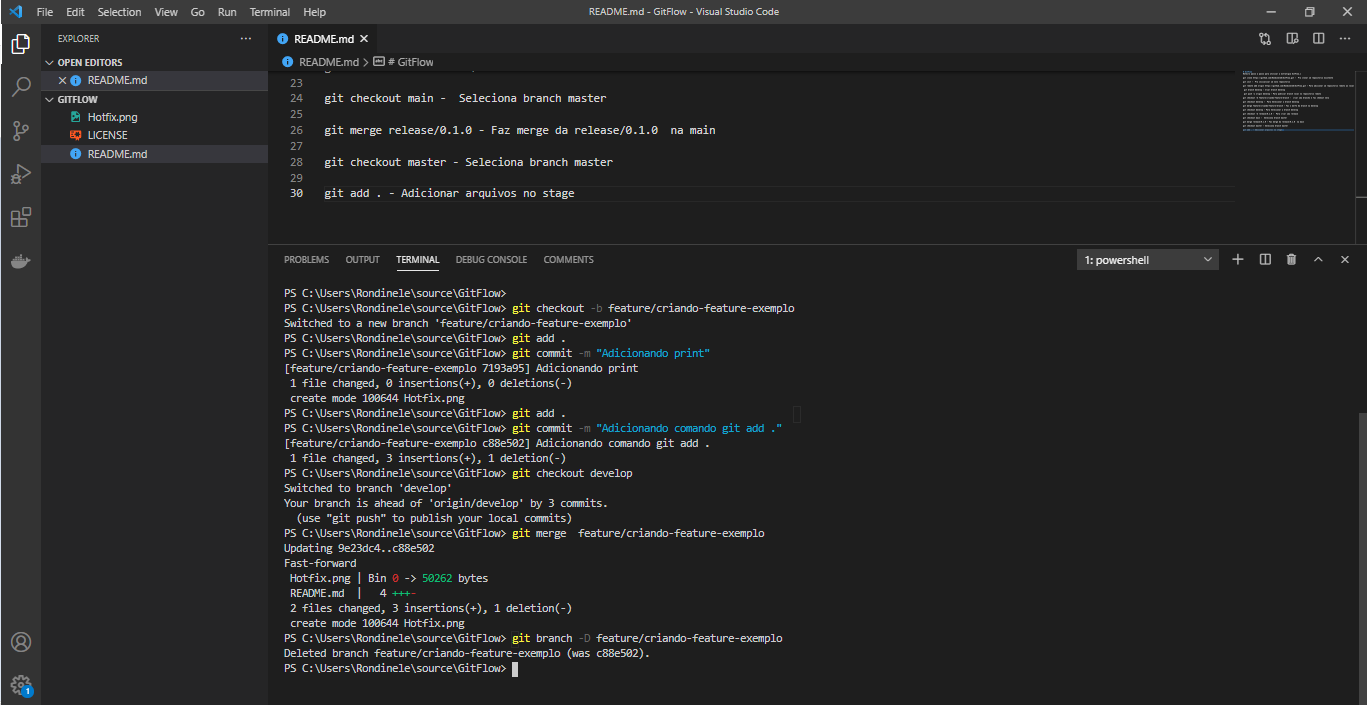 File Edit Selection View Go Run Terminal Help README.md - GitFlow - Visual Studio Code
EXPLORER
OPEN EDITORS
README.md
GITFLOW
Hotfix.png
LICENSE
README.md
README.md
README.md > # GitFlow
23
24 git checkout main -  Seleciona branch master
25
26 git merge release/0.1.0 - Faz merge da release/0.1.0  na main
27
28 git checkout master - Seleciona branch master
29
30 git add . - Adicionar arquivos no stage
PROBLEMS OUTPUT TERMINAL DEBUG CONSOLE COMMENTS 1: powershell
PS C:\Users\Rondinele\source\GitFlow>
PS C:\Users\Rondinele\source\GitFlow> git checkout -b feature/criando-feature-exemplo
Switched to a new branch 'feature/criando-feature-exemplo'
PS C:\Users\Rondinele\source\GitFlow> git add .
PS C:\Users\Rondinele\source\GitFlow> git commit -m "Adicionando print"
[feature/criando-feature-exemplo 7193a95] Adicionando print
 1 file changed, 0 insertions(+), 0 deletions(-)
 create mode 100644 Hotfix.png
PS C:\Users\Rondinele\source\GitFlow> git add .
PS C:\Users\Rondinele\source\GitFlow> git commit -m "Adicionando comando git add ."
[feature/criando-feature-exemplo c88e502] Adicionando comando git add .
 1 file changed, 3 insertions(+), 1 deletion(-)
PS C:\Users\Rondinele\source\GitFlow> git checkout develop
Switched to branch 'develop'
Your branch is ahead of 'origin/develop' by 3 commits.
  (use "git push" to publish your local commits)
PS C:\Users\Rondinele\source\GitFlow> git merge  feature/criando-feature-exemplo
Updating 9e23dc4..c88e502
Fast-forward
 Hotfix.png | Bin 0 -> 50262 bytes
 README.md  |   4 +++-
 2 files changed, 3 insertions(+), 1 deletion(-)
 create mode 100644 Hotfix.png
PS C:\Users\Rondinele\source\GitFlow> git branch -D feature/criando-feature-exemplo
Deleted branch feature/criando-feature-exemplo (was c88e502).
PS C:\Users\Rondinele\source\GitFlow>
1